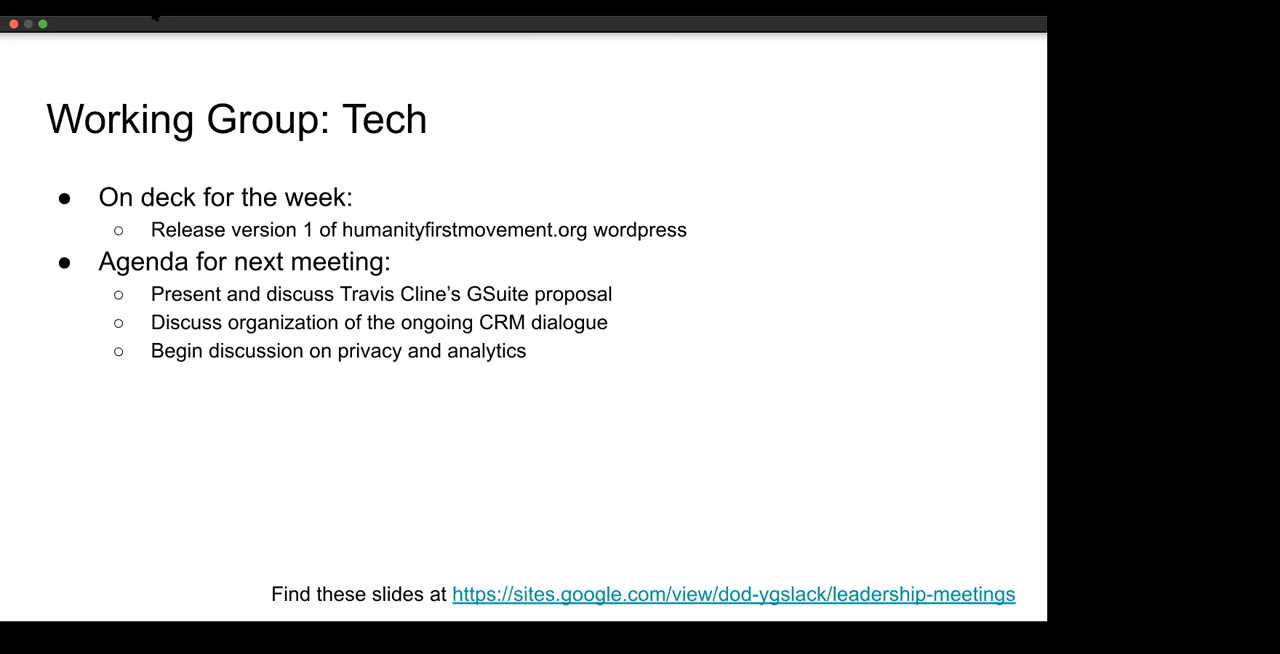 Working Group: Tech
● On deck for the week:
○ Release version 1 of humanityfirstmovement.org wordpress
● Agenda for next meeting:
○ Present and discuss Travis Cline’s GSuite proposal
○ Discuss organization of the ongoing CRM dialogue
○ Begin discussion on privacy and analytics
Find these slides at https://sites.google.com/view/dod-ygslack/leadership-meetings